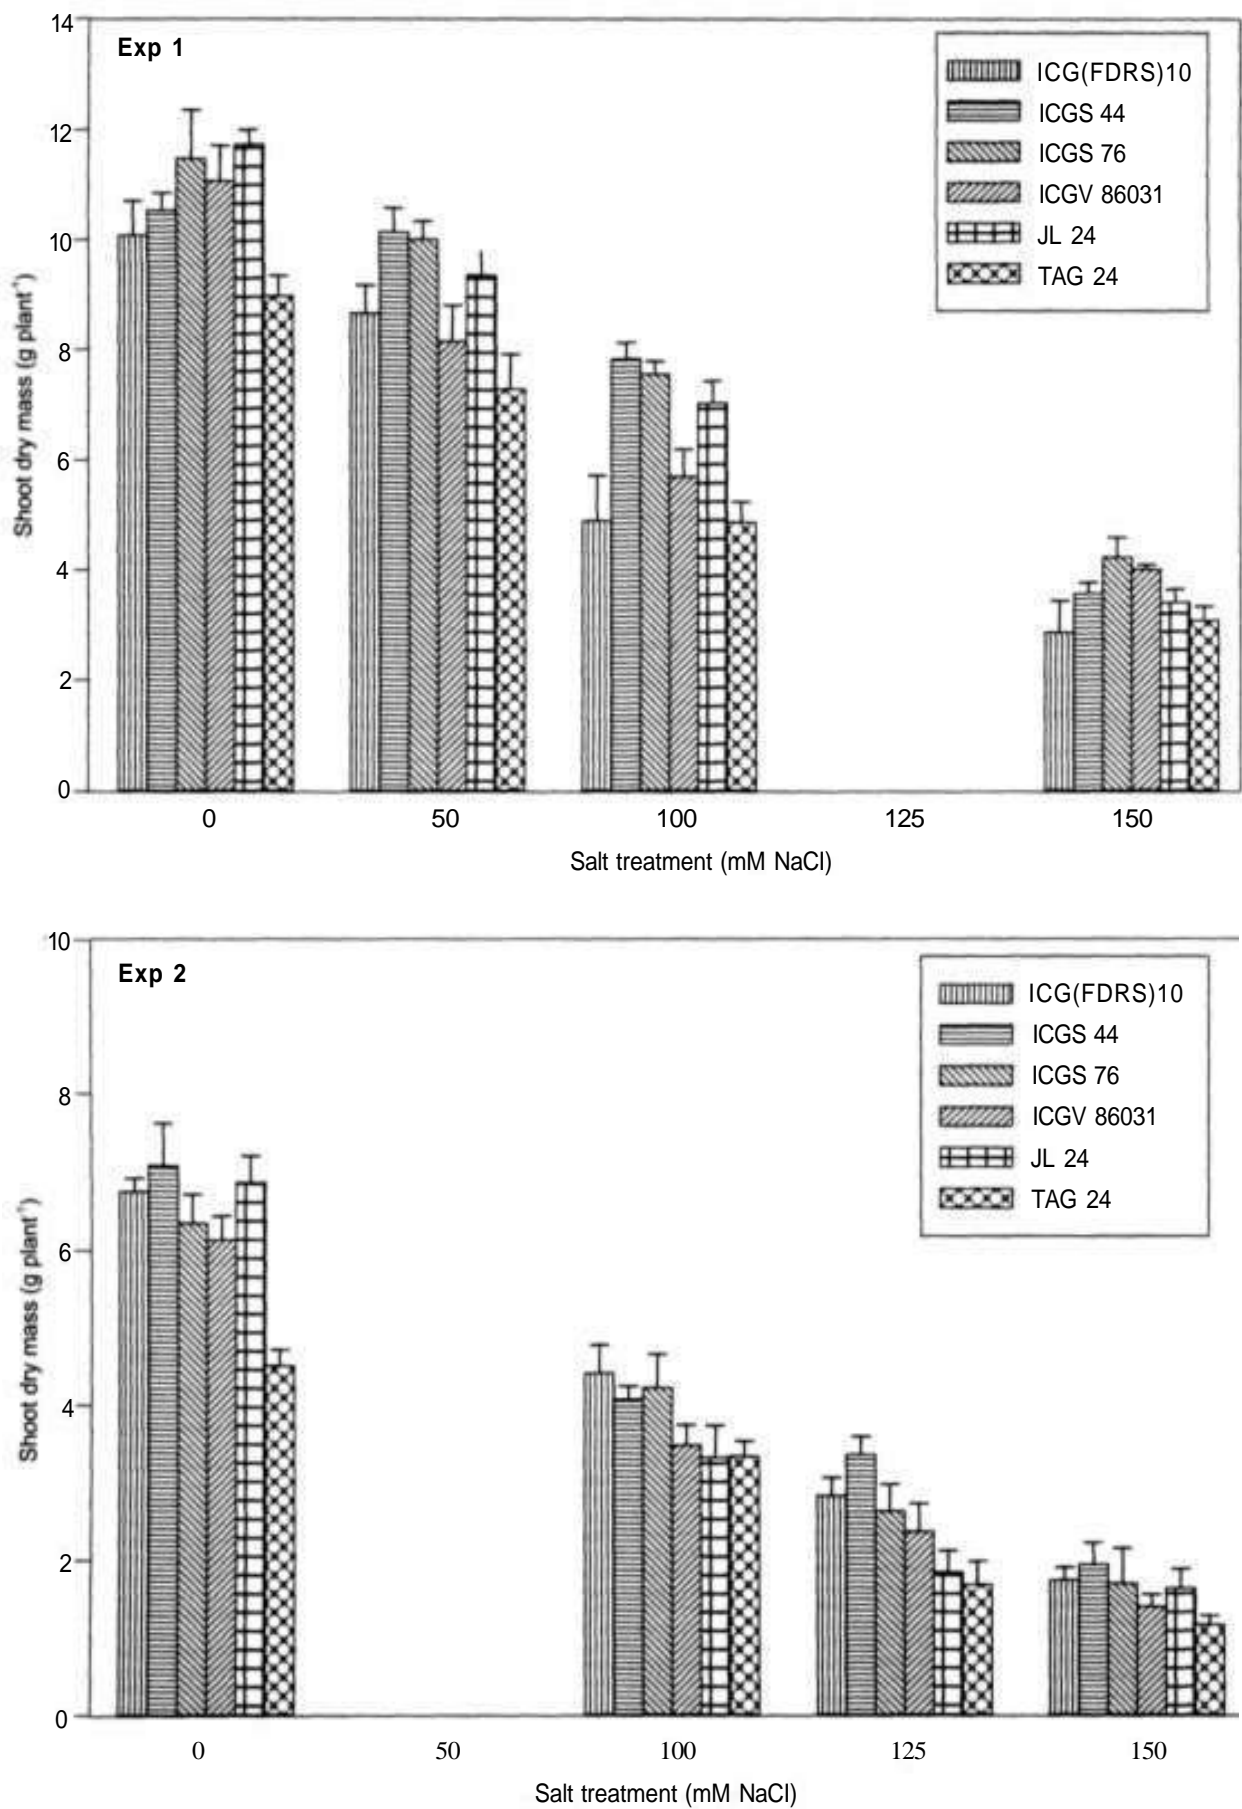 Exp 1
ICG(FDRS)10
ICGS 44
ICGS 76
ICGV 86031
JL 24
TAG 24
14
12
10
8
6
4
2
0
Shoot dry mass (g plant⁻¹)
0 50 100 125 150
Salt treatment (mM NaCl)
Exp 2
ICG(FDRS)10
ICGS 44
ICGS 76
ICGV 86031
JL 24
TAG 24
10
8
6
4
2
0
Shoot dry mass (g plant⁻¹)
0 50 100 125 150
Salt treatment (mM NaCl)